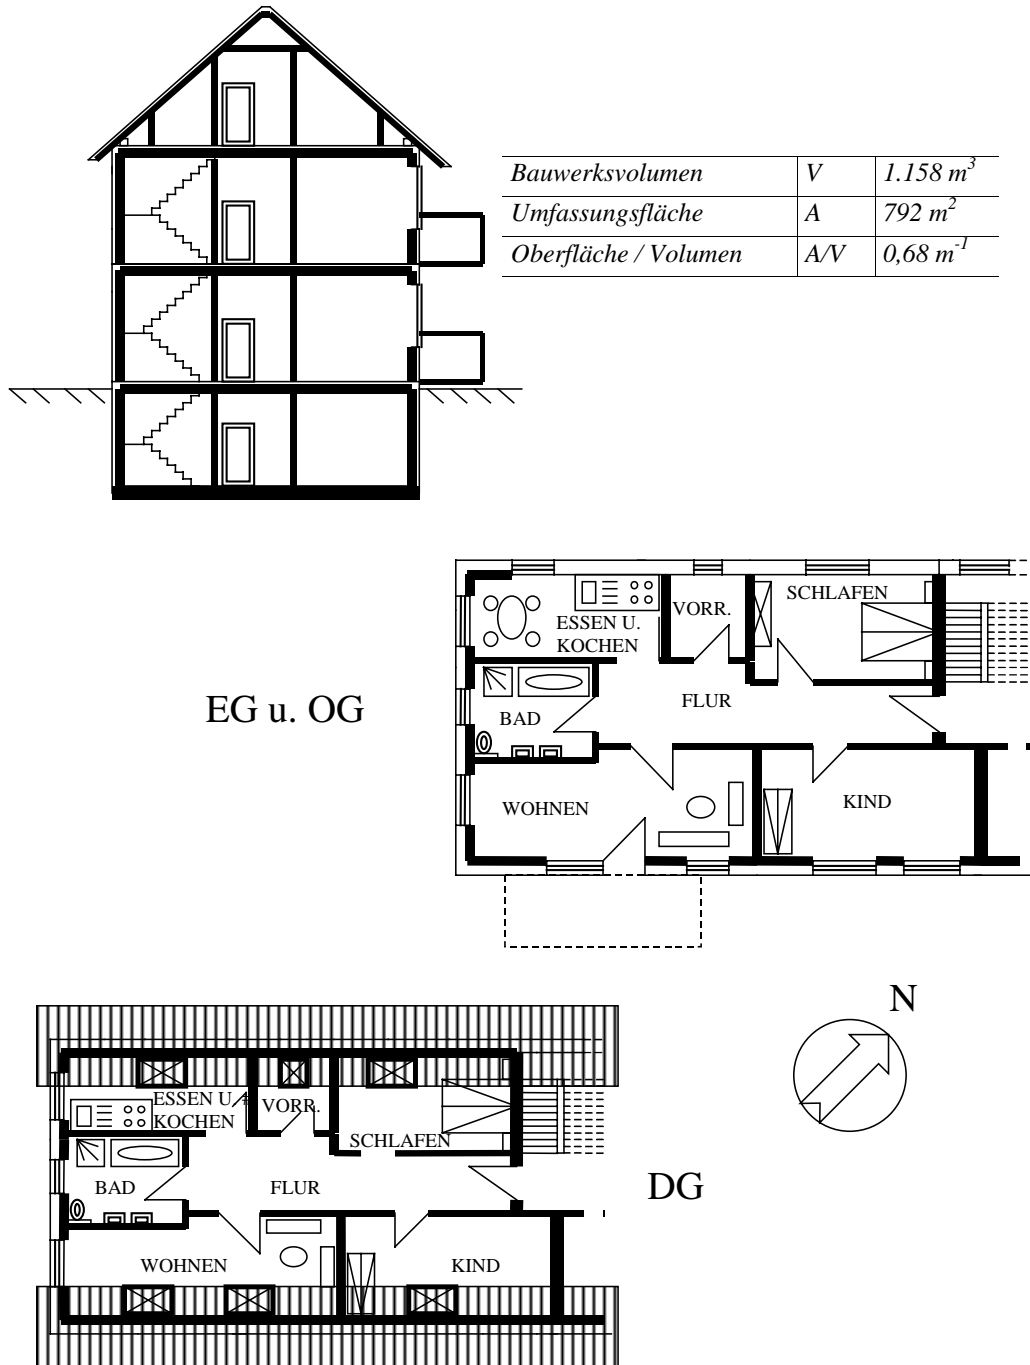 Bauwerksvolumen V 1.158 m³
Umfassungsfläche A 792 m²
Oberfläche / Volumen A/V 0,68 m⁻¹
EG u. OG
SCHLAFEN
VORR.
ESSEN U.
KOCHEN
FLUR
BAD
WOHNEN
KIND
N
ESSEN U.
KOCHEN
VORR.
SCHLAFEN
BAD
FLUR
DG
WOHNEN
KIND